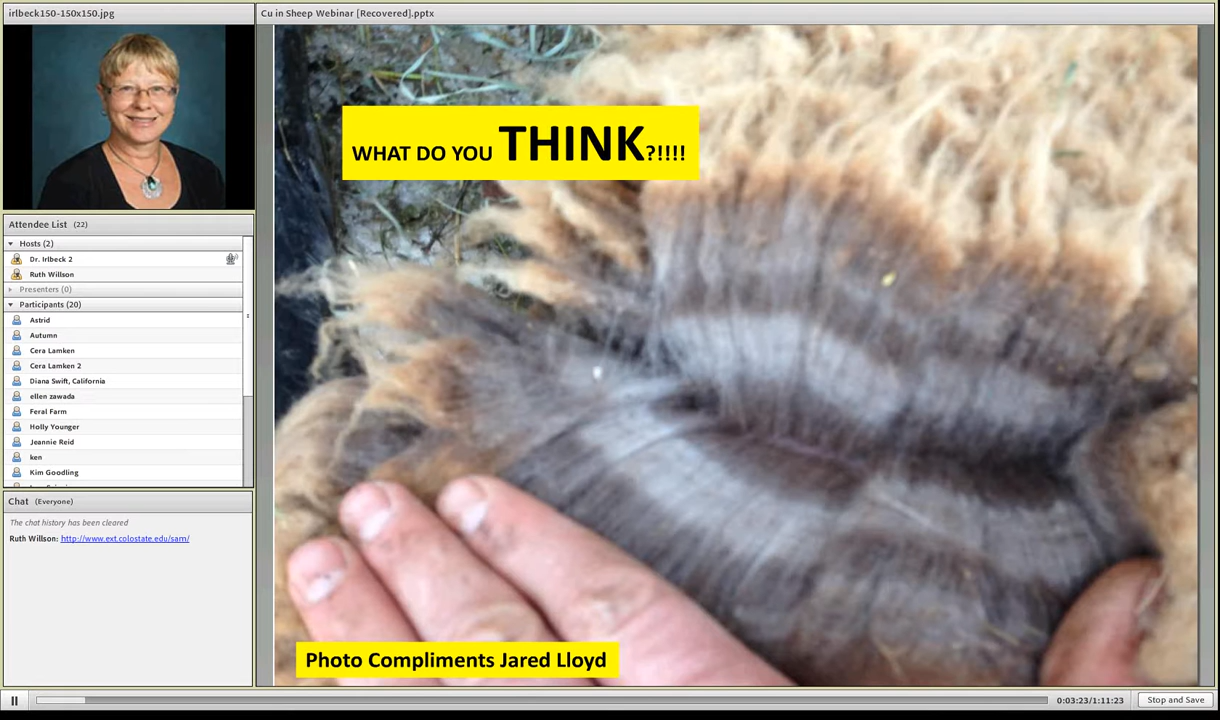 irlbeck150-150x150.jpg
Attendee List (22)
Hosts (2)
Dr. Irlbeck 2
Ruth Willson
Presenters (0)
Participants (20)
Astrid
Autumn
Cera Lamken
Cera Lamken 2
Diana Swift, California
ellen zawada
Feral Farm
Holly Younger
Jeannie Reid
ken
Kim Goodling
Chat (Everyone)
The chat history has been cleared
Ruth Willson: http://www.ext.colostate.edu/sam/
Cu in Sheep Webinar [Recovered].pptx
WHAT DO YOU THINK?!!!!
Photo Compliments Jared Lloyd
0:03:23/1:11:23
Stop and Save